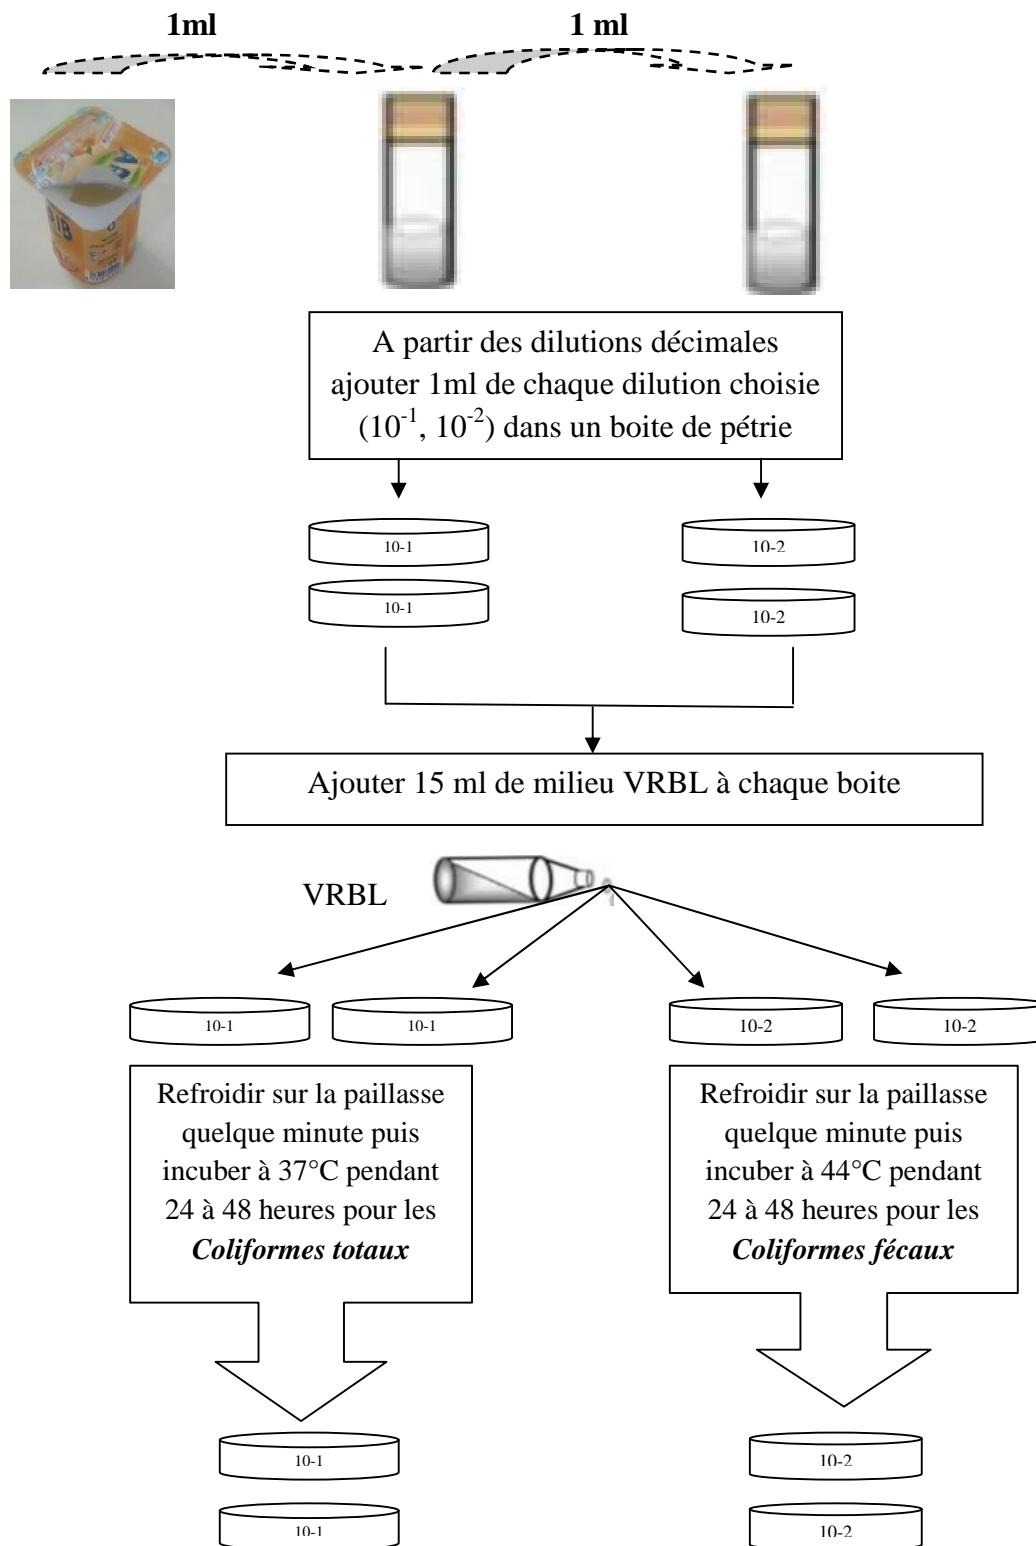 1ml 1 ml
A partir des dilutions décimales
ajouter 1ml de chaque dilution choisie
(10-1, 10-2) dans un boite de pétrie
10-1 10-2
10-1 10-2
Ajouter 15 ml de milieu VRBL à chaque boite
VRBL
10-1 10-1 10-2 10-2
Refroidir sur la paillasse
quelque minute puis
incuber à 37°C pendant
24 à 48 heures pour les
Coliformes totaux
Refroidir sur la paillasse
quelque minute puis
incuber à 44°C pendant
24 à 48 heures pour les
Coliformes fécaux
10-1 10-2
10-1 10-2